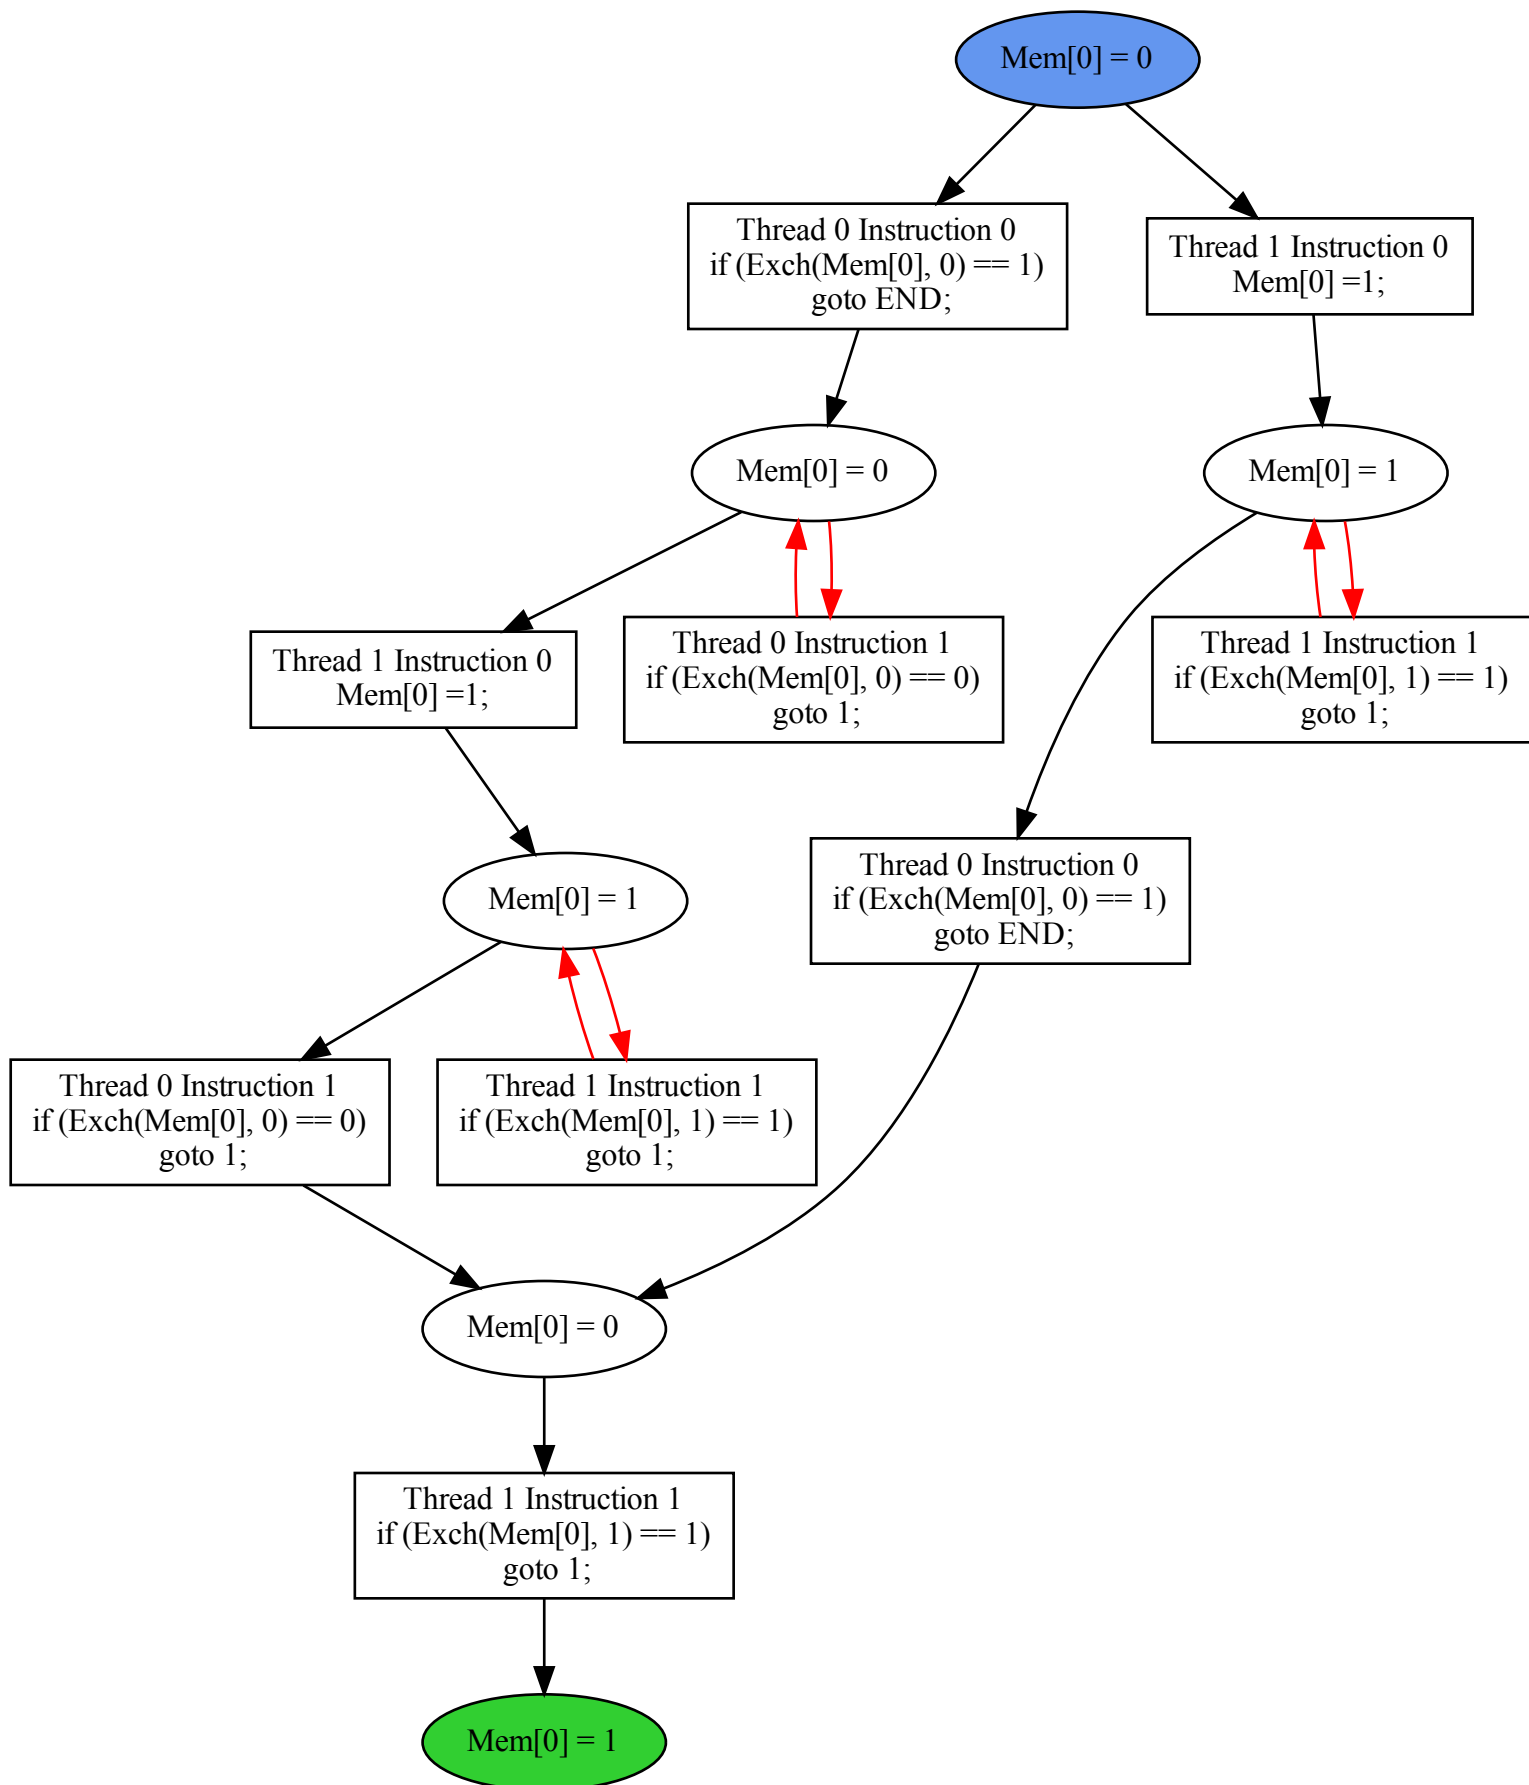 Mem[0] = 0
Thread 0 Instruction 0
if (Exch(Mem[0], 0) == 1)
goto END;
Thread 1 Instruction 0
Mem[0] =1;
Mem[0] = 0
Mem[0] = 1
Thread 1 Instruction 0
Mem[0] =1;
Thread 0 Instruction 1
if (Exch(Mem[0], 0) == 0)
goto 1;
Thread 1 Instruction 1
if (Exch(Mem[0], 1) == 1)
goto 1;
Mem[0] = 1
Thread 0 Instruction 0
if (Exch(Mem[0], 0) == 1)
goto END;
Thread 0 Instruction 1
if (Exch(Mem[0], 0) == 0)
goto 1;
Thread 1 Instruction 1
if (Exch(Mem[0], 1) == 1)
goto 1;
Mem[0] = 0
Thread 1 Instruction 1
if (Exch(Mem[0], 1) == 1)
goto 1;
Mem[0] = 1